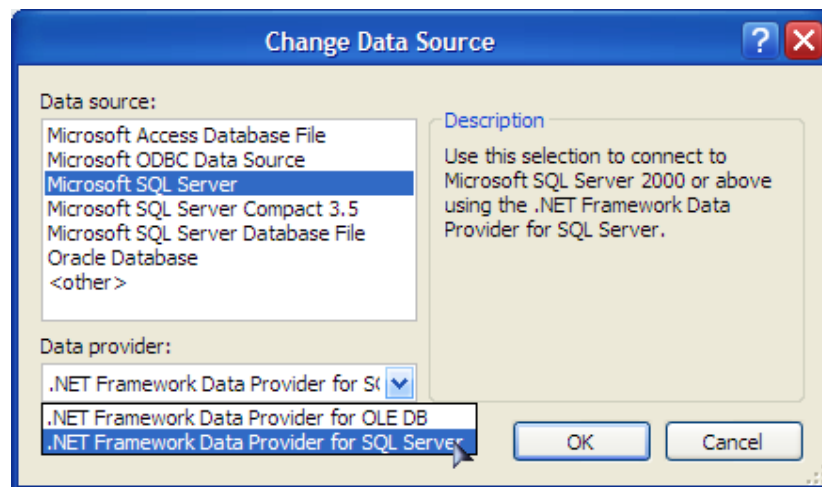 Change Data Source
Data source:
Microsoft Access Database File
Microsoft ODBC Data Source
Microsoft SQL Server
Microsoft SQL Server Compact 3.5
Microsoft SQL Server Database File
Oracle Database
<other>
Description
Use this selection to connect to
Microsoft SQL Server 2000 or above
using the .NET Framework Data
Provider for SQL Server.
Data provider:
.NET Framework Data Provider for
.NET Framework Data Provider for OLE DB
.NET Framework Data Provider for SQL Server
OK
Cancel